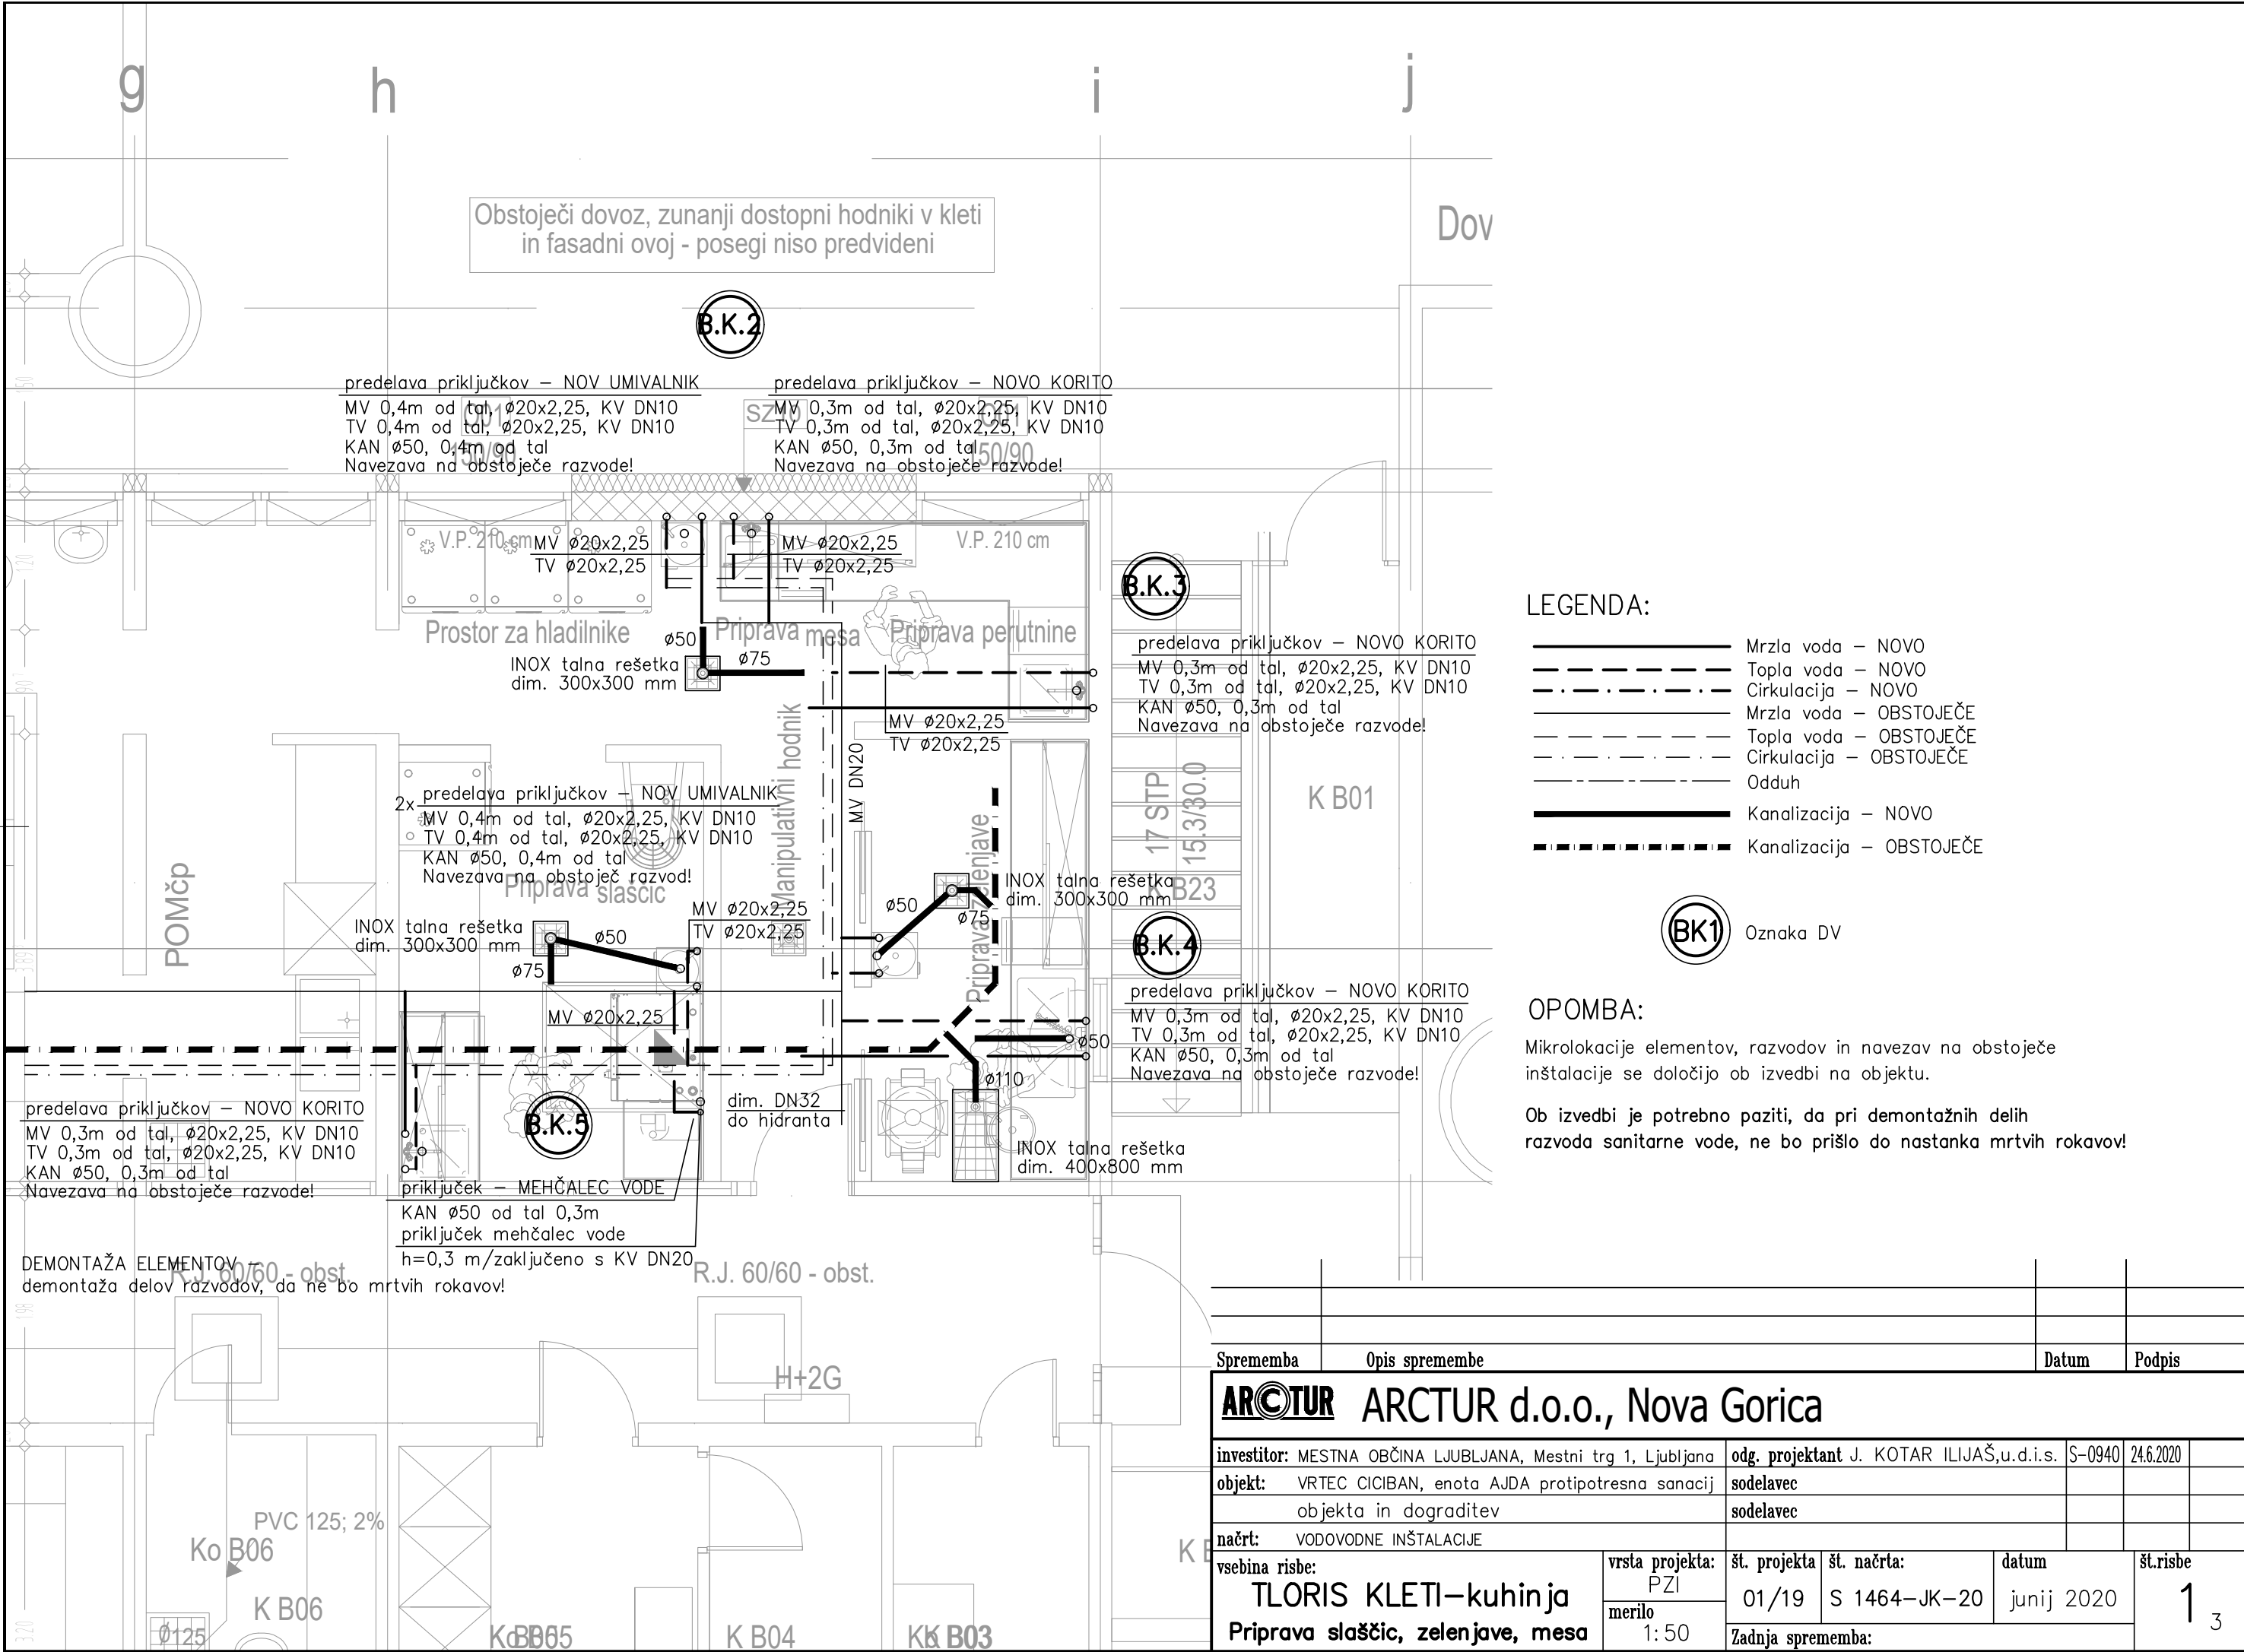 g
h
i
j
Obstoječi dovoz, zunanji dostopni hodniki v kleti
in fasadni ovoj - posegi niso predvideni
Dov
B.K.2
predelava priključkov – NOV UMIVALNIK
MV 0,4m od tal, ø20x2,25, KV DN10
TV 0,4m od tal, ø20x2,25, KV DN10
KAN ø50, 0,4m od tal
Navezava na obstoječe razvode!
predelava priključkov – NOVO KORITO
MV 0,3m od tal, ø20x2,25, KV DN10
TV 0,3m od tal, ø20x2,25, KV DN10
KAN ø50, 0,3m od tal
Navezava na obstoječe razvode!
150/90
150/90
V.P. 210 cm
MV ø20x2,25
TV ø20x2,25
MV ø20x2,25
TV ø20x2,25
V.P. 210 cm
B.K.3
Prostor za hladilnike
ø50
Priprava mesa
Priprava perutnine
INOX talna rešetka
dim. 300x300 mm
ø75
predelava priključkov – NOVO KORITO
MV 0,3m od tal, ø20x2,25, KV DN10
TV 0,3m od tal, ø20x2,25, KV DN10
KAN ø50, 0,3m od tal
Navezava na obstoječe razvode!
MV ø20x2,25
TV ø20x2,25
Manipulativni hodnik
MV DN20
2x
predelava priključkov – NOV UMIVALNIK
MV 0,4m od tal, ø20x2,25, KV DN10
TV 0,4m od tal, ø20x2,25, KV DN10
KAN ø50, 0,4m od tal
Navezava na obstoječ razvod!
Priprava slaščic
17 STP
15.3/30.0
K B01
K B23
POMčp
Priprava zelenjave
INOX talna rešetka
dim. 300x300 mm
ø50
ø75
MV ø20x2,25
TV ø20x2,25
INOX talna rešetka
dim. 300x300 mm
ø50
ø75
B.K.4
predelava priključkov – NOVO KORITO
MV 0,3m od tal, ø20x2,25, KV DN10
TV 0,3m od tal, ø20x2,25, KV DN10
KAN ø50, 0,3m od tal
Navezava na obstoječe razvode!
MV ø20x2,25
ø50
ø110
B.K.5
dim. DN32
do hidranta
INOX talna rešetka
dim. 400x800 mm
predelava priključkov – NOVO KORITO
MV 0,3m od tal, ø20x2,25, KV DN10
TV 0,3m od tal, ø20x2,25, KV DN10
KAN ø50, 0,3m od tal
Navezava na obstoječe razvode!
priključek – MEHČALEC VODE
KAN ø50 od tal 0,3m
priključek mehčalec vode
h=0,3 m/zaključeno s KV DN20
DEMONTAŽA ELEMENTOV –
demontaža delov razvodov, da ne bo mrtvih rokavov!
R.J. 60/60 - obst.
R.J. 60/60 - obst.
H+2G
PVC 125; 2%
Ko B06
K B06
Ø125
K B04
K B03
LEGENDA:
Mrzla voda – NOVO
Topla voda – NOVO
Cirkulacija – NOVO
Mrzla voda – OBSTOJEČE
Topla voda – OBSTOJEČE
Cirkulacija – OBSTOJEČE
Odduh
Kanalizacija – NOVO
Kanalizacija – OBSTOJEČE
BK1 Oznaka DV
OPOMBA:
Mikrolokacije elementov, razvodov in navezav na obstoječe
inštalacije se določijo ob izvedbi na objektu.
Ob izvedbi je potrebno paziti, da pri demontažnih delih
razvoda sanitarne vode, ne bo prišlo do nastanka mrtvih rokavov!
Sprememba Opis spremembe Datum Podpis
ARCTUR ARCTUR d.o.o., Nova Gorica
investitor: MESTNA OBČINA LJUBLJANA, Mestni trg 1, Ljubljana odg. projektant J. KOTAR ILIJAŠ,u.d.i.s. S-0940 24.6.2020
objekt: VRTEC CICIBAN, enota AJDA protipotresna sanacij sodelavec
objekta in dograditev sodelavec
načrt: VODOVODNE INŠTALACIJE
vsebina risbe:
TLORIS KLETI–kuhinja
Priprava slaščic, zelenjave, mesa
vrsta projekta:
PZI
merilo
1:50
št. projekta
01/19
št. načrta:
S 1464–JK–20
datum
junij 2020
št.risbe
1 3
Zadnja sprememba: